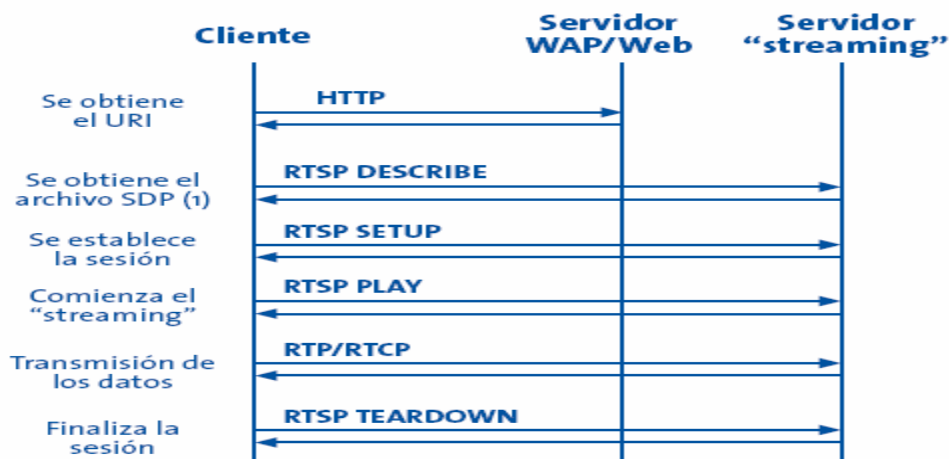 Cliente
Servidor
WAP/Web
Servidor
“streaming”
Se obtiene
el URI
HTTP
Se obtiene el
archivo SDP (1)
RTSP DESCRIBE
Se establece
la sesión
RTSP SETUP
Comienza el
“streaming”
RTSP PLAY
Transmisión de
los datos
RTP/RTCP
Finaliza la
sesión
RTSP TEARDOWN